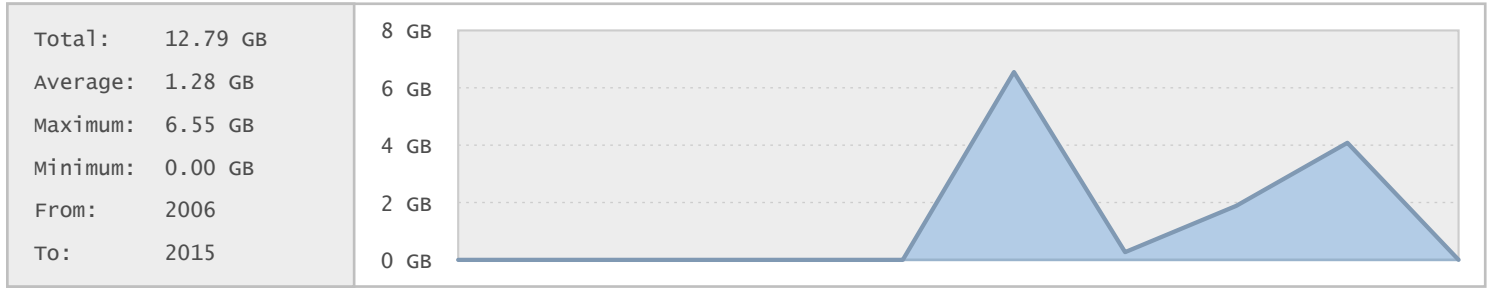 Total: 12.79 GB
Average: 1.28 GB
Maximum: 6.55 GB
Minimum: 0.00 GB
From: 2006
To: 2015
8 GB
6 GB
4 GB
2 GB
0 GB